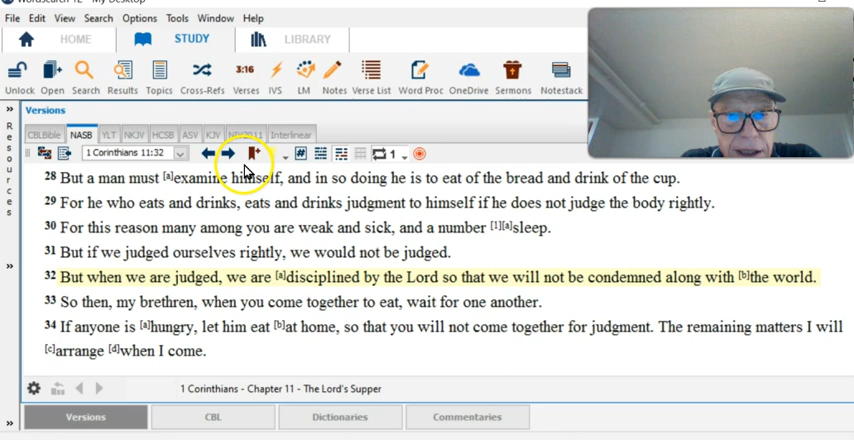 Wordsearch 12 - My Desktop
File Edit View Search Options Tools Window Help
HOME STUDY LIBRARY
3:16
Unlock Open Search Results Topics Cross-Refs Verses IVS LM Notes Verse List Word Proc OneDrive Sermons Notestack
» Versions
Resources
CBLBible NASB YLT NKJV HCSB ASV KJV NIV2011 Interlinear
1 Corinthians 11:32 # 1
28 But a man must [a]examine himself, and in so doing he is to eat of the bread and drink of the cup.
29 For he who eats and drinks, eats and drinks judgment to himself if he does not judge the body rightly.
30 For this reason many among you are weak and sick, and a number [1][a]sleep.
31 But if we judged ourselves rightly, we would not be judged.
»
32 But when we are judged, we are [a]disciplined by the Lord so that we will not be condemned along with [b]the world.
33 So then, my brethren, when you come together to eat, wait for one another.
34 If anyone is [a]hungry, let him eat [b]at home, so that you will not come together for judgment. The remaining matters I will
[c]arrange [d]when I come.
1 Corinthians - Chapter 11 - The Lord's Supper
» Versions CBL Dictionaries Commentaries